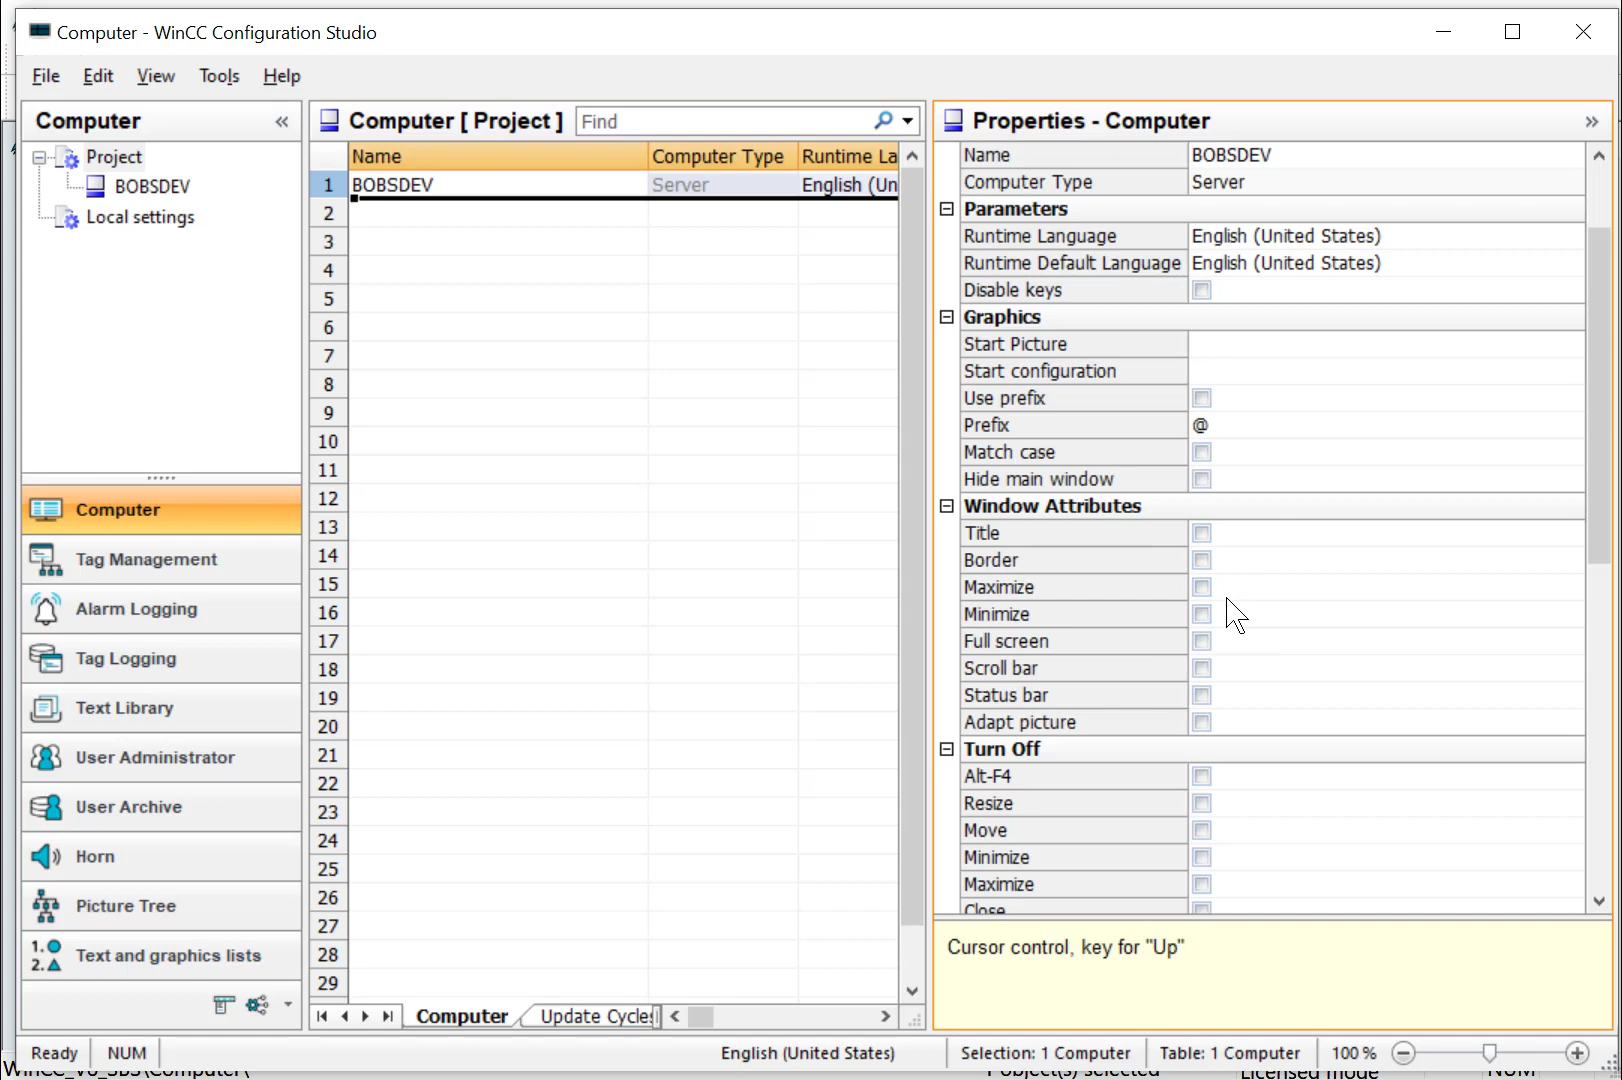 Computer - WinCC Configuration Studio
File Edit View Tools Help
Computer «
Project
BOBSDEV
Local settings
Computer
Tag Management
Alarm Logging
Tag Logging
Text Library
User Administrator
User Archive
Horn
Picture Tree
1. 2. Text and graphics lists
Computer [ Project ] Find
Name Computer Type Runtime La
1 BOBSDEV Server English (Un
2
3
4
5
6
7
8
9
10
11
12
13
14
15
16
17
18
19
20
21
22
23
24
25
26
27
28
29
Computer Update Cycles
Properties - Computer »
Name BOBSDEV
Computer Type Server
Parameters
Runtime Language English (United States)
Runtime Default Language English (United States)
Disable keys
Graphics
Start Picture
Start configuration
Use prefix
Prefix @
Match case
Hide main window
Window Attributes
Title
Border
Maximize
Minimize
Full screen
Scroll bar
Status bar
Adapt picture
Turn Off
Alt-F4
Resize
Move
Minimize
Maximize
Close
Cursor control, key for "Up"
Ready NUM English (United States) Selection: 1 Computer Table: 1 Computer 100 %
object(s) selected Licensed mode NUM